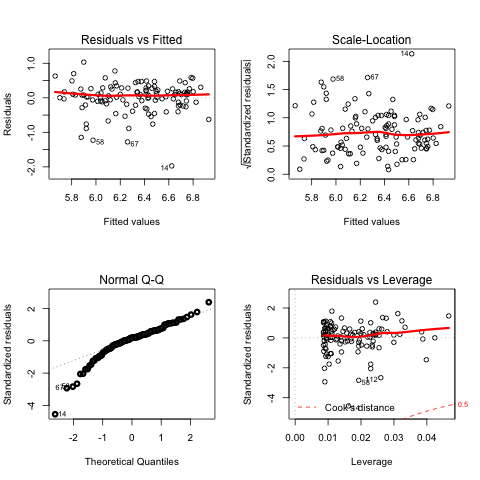 Residuals vs Fitted
Residuals
1.0
0.0
-1.0
-2.0
58
67
14
5.8 6.0 6.2 6.4 6.6 6.8
Fitted values
Scale-Location
√|Standardized residuals|
2.0
1.5
1.0
0.5
0.0
14
58
67
5.8 6.0 6.2 6.4 6.6 6.8
Fitted values
Normal Q-Q
Standardized residuals
2
0
-2
-4
67
14
-2 -1 0 1 2
Theoretical Quantiles
Residuals vs Leverage
Standardized residuals
2
0
-2
-4
58
112
Cook's distance
0.5
0.00 0.01 0.02 0.03 0.04
Leverage